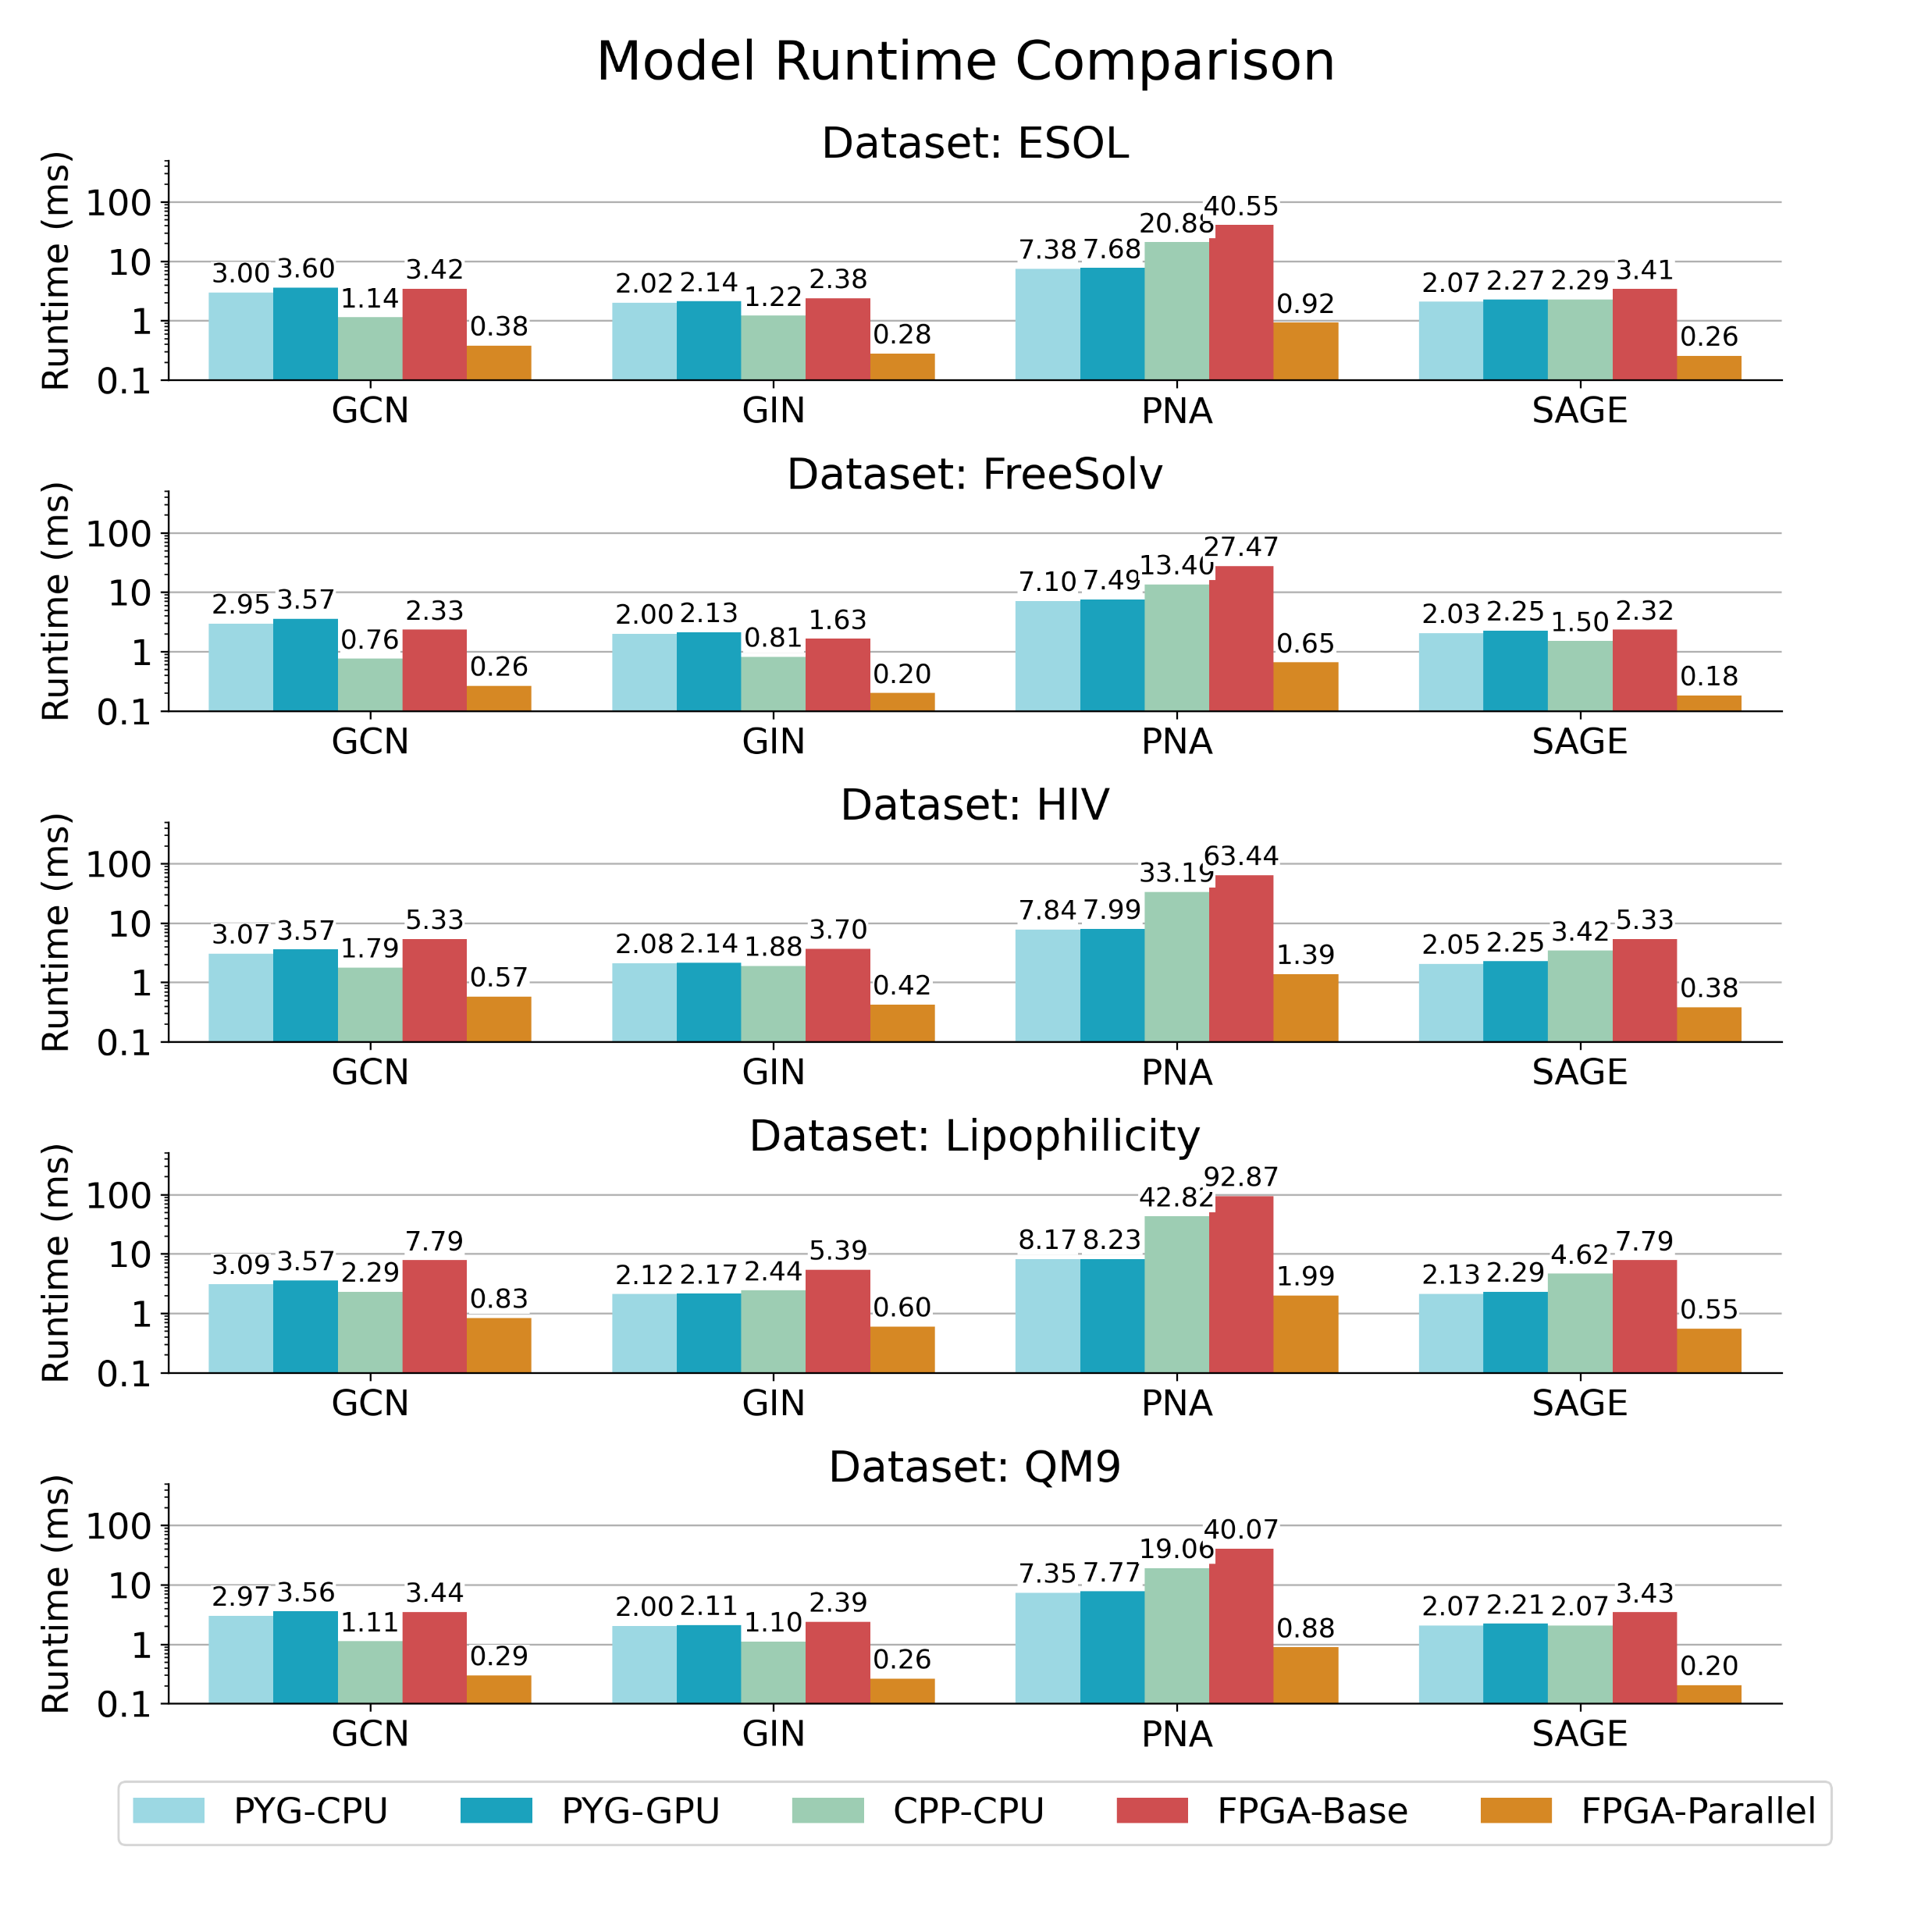 Model Runtime Comparison
Dataset: ESOL
Runtime (ms)
100
10
1
0.1
3.00 3.60 1.14 3.42 0.38
2.02 2.14 1.22 2.38 0.28
7.38 7.68 20.88 40.55 0.92
2.07 2.27 2.29 3.41 0.26
GCN GIN PNA SAGE
Dataset: FreeSolv
Runtime (ms)
100
10
1
0.1
2.95 3.57 0.76 2.33 0.26
2.00 2.13 0.81 1.63 0.20
7.10 7.49 13.40 27.47 0.65
2.03 2.25 1.50 2.32 0.18
GCN GIN PNA SAGE
Dataset: HIV
Runtime (ms)
100
10
1
0.1
3.07 3.57 1.79 5.33 0.57
2.08 2.14 1.88 3.70 0.42
7.84 7.99 33.19 63.44 1.39
2.05 2.25 3.42 5.33 0.38
GCN GIN PNA SAGE
Dataset: Lipophilicity
Runtime (ms)
100
10
1
0.1
3.09 3.57 2.29 7.79 0.83
2.12 2.17 2.44 5.39 0.60
8.17 8.23 42.82 92.87 1.99
2.13 2.29 4.62 7.79 0.55
GCN GIN PNA SAGE
Dataset: QM9
Runtime (ms)
100
10
1
0.1
2.97 3.56 1.11 3.44 0.29
2.00 2.11 1.10 2.39 0.26
7.35 7.77 19.06 40.07 0.88
2.07 2.21 2.07 3.43 0.20
GCN GIN PNA SAGE
PYG-CPU PYG-GPU CPP-CPU FPGA-Base FPGA-Parallel